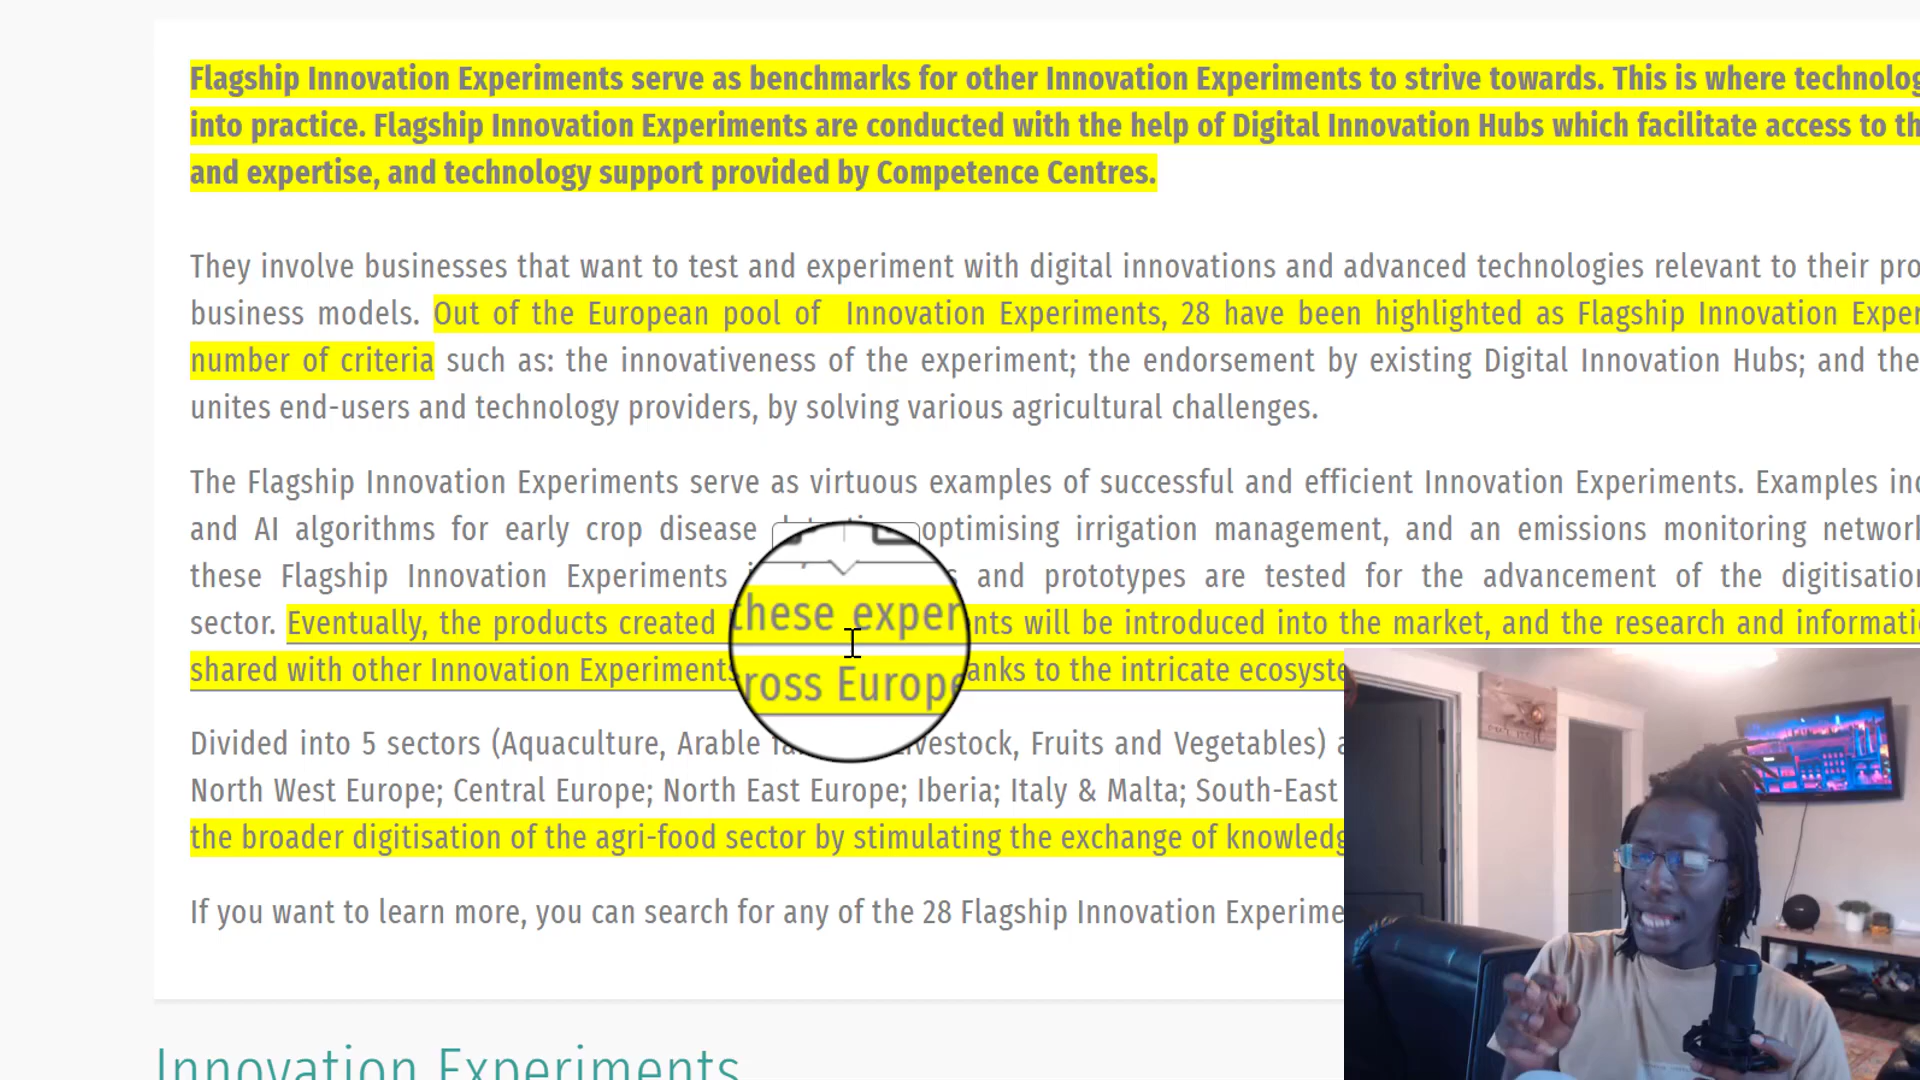 Flagship Innovation Experiments serve as benchmarks for other Innovation Experiments to strive towards. This is where
into practice. Flagship Innovation Experiments are conducted with the help of Digital Innovation Hubs which facilitate access to
and expertise, and technology support provided by Competence Centres.
They involve businesses that want to test and experiment with digital innovations and advanced technologies relevant to their
business models. Out of the European pool of Innovation Experiments, 28 have been highlighted as Flagship Innovation
number of criteria such as: the innovativeness of the experiment; the endorsement by existing Digital Innovation Hubs; and the
unites end-users and technology providers, by solving various agricultural challenges.
The Flagship Innovation Experiments serve as virtuous examples of successful and efficient Innovation Experiments. Examples
and AI algorithms for early crop disease optimising irrigation management, and an emissions monitoring
these Flagship Innovation Experiments and prototypes are tested for the advancement of the
sector. Eventually, the products created these will be introduced into the market, and the research and
shared with other Innovation Experiments Europe to the intricate
Divided into 5 sectors (Aquaculture, Arable Fruits and Vegetables)
North West Europe; Central Europe; North East Europe; Iberia; Italy & Malta; South-East
the broader digitisation of the agri-food sector by stimulating the exchange of
If you want to learn more, you can search for any of the 28 Flagship Innovation
Innovation Experiments